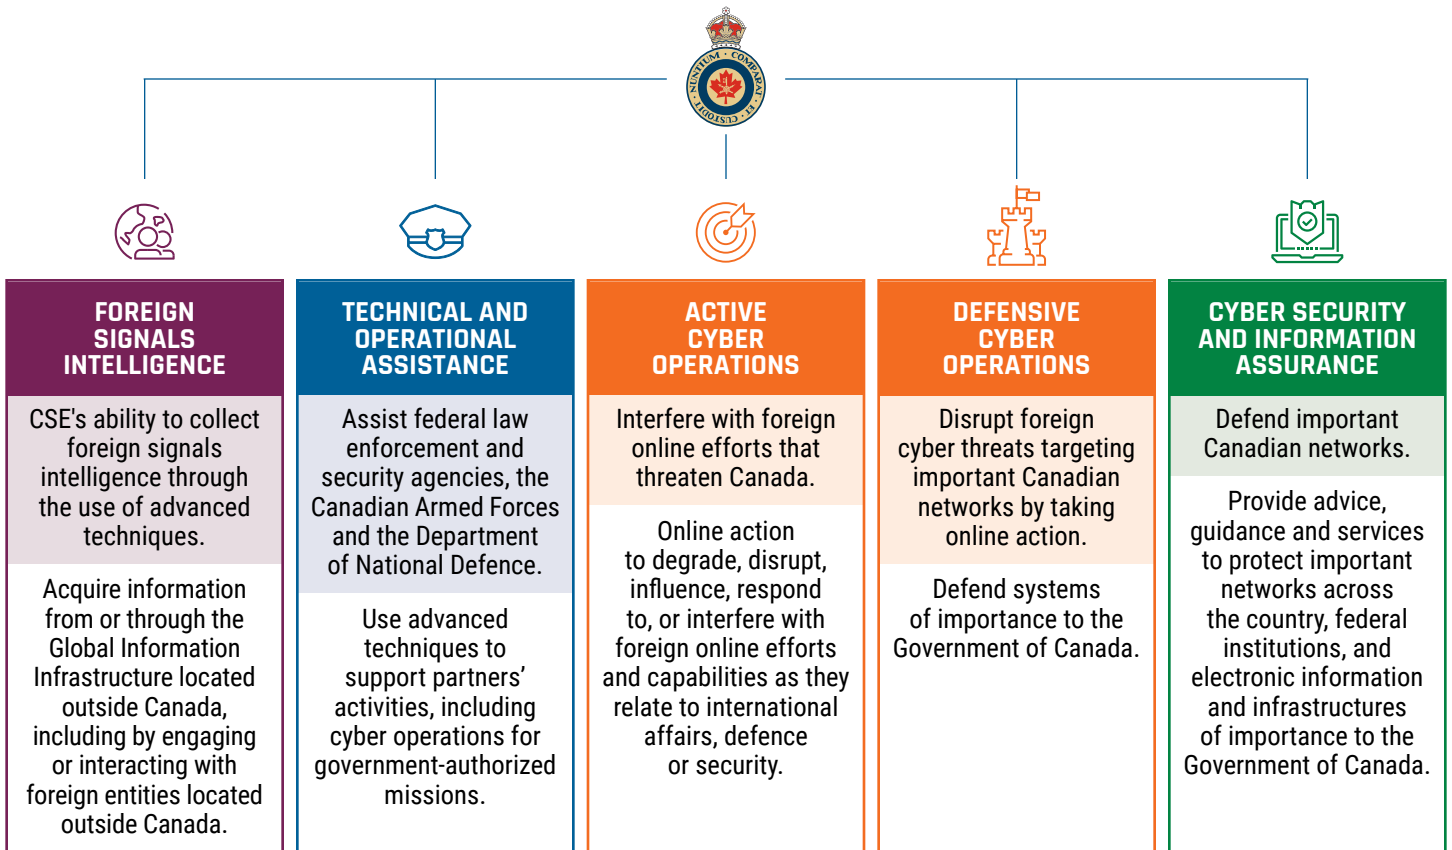 NUNTIUM · COMPARAT · ET · CUSTODIT
FOREIGN
SIGNALS
INTELLIGENCE
CSE's ability to collect
foreign signals
intelligence through
the use of advanced
techniques.
Acquire information
from or through the
Global Information
Infrastructure located
outside Canada,
including by engaging
or interacting with
foreign entities located
outside Canada.
TECHNICAL AND
OPERATIONAL
ASSISTANCE
Assist federal law
enforcement and
security agencies, the
Canadian Armed Forces
and the Department
of National Defence.
Use advanced
techniques to
support partners’
activities, including
cyber operations for
government-authorized
missions.
ACTIVE
CYBER
OPERATIONS
Interfere with foreign
online efforts that
threaten Canada.
Online action
to degrade, disrupt,
influence, respond
to, or interfere with
foreign online efforts
and capabilities as they
relate to international
affairs, defence
or security.
DEFENSIVE
CYBER
OPERATIONS
Disrupt foreign
cyber threats targeting
important Canadian
networks by taking
online action.
Defend systems
of importance to the
Government of Canada.
CYBER SECURITY
AND INFORMATION
ASSURANCE
Defend important
Canadian networks.
Provide advice,
guidance and services
to protect important
networks across
the country, federal
institutions, and
electronic information
and infrastructures
of importance to the
Government of Canada.